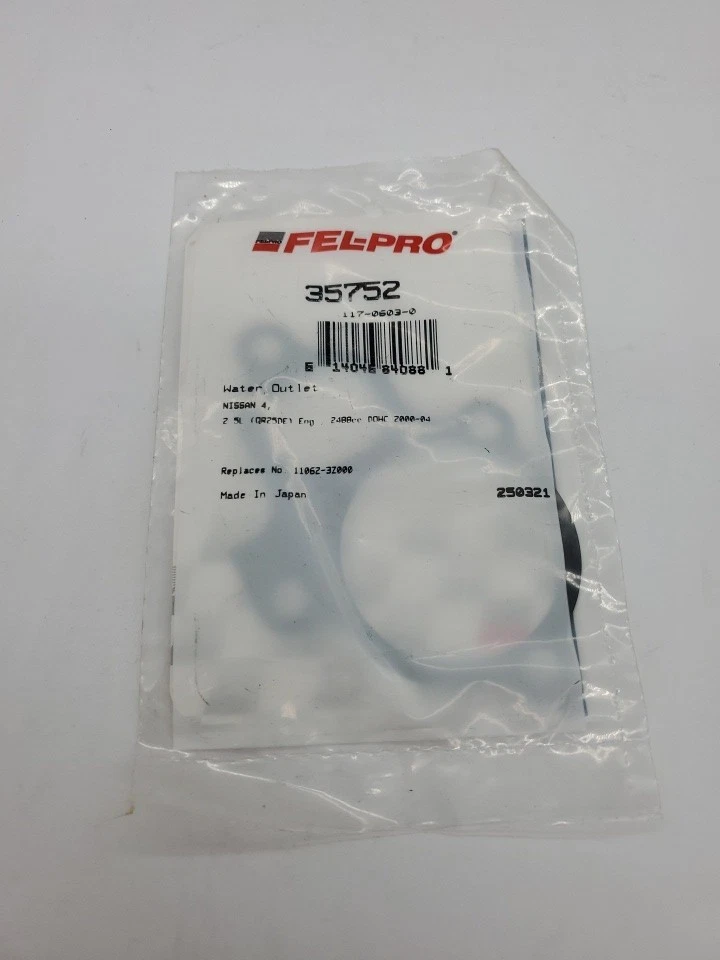 FEL-PRO®
35752
117-0603-0
5 14046 84088 1
Water Outlet
NISSAN 4,
2.5L (QR25DE) Eng., 2488cc DOHC 2000-04
Replaces No. 11062-3Z000
Made In Japan
250321